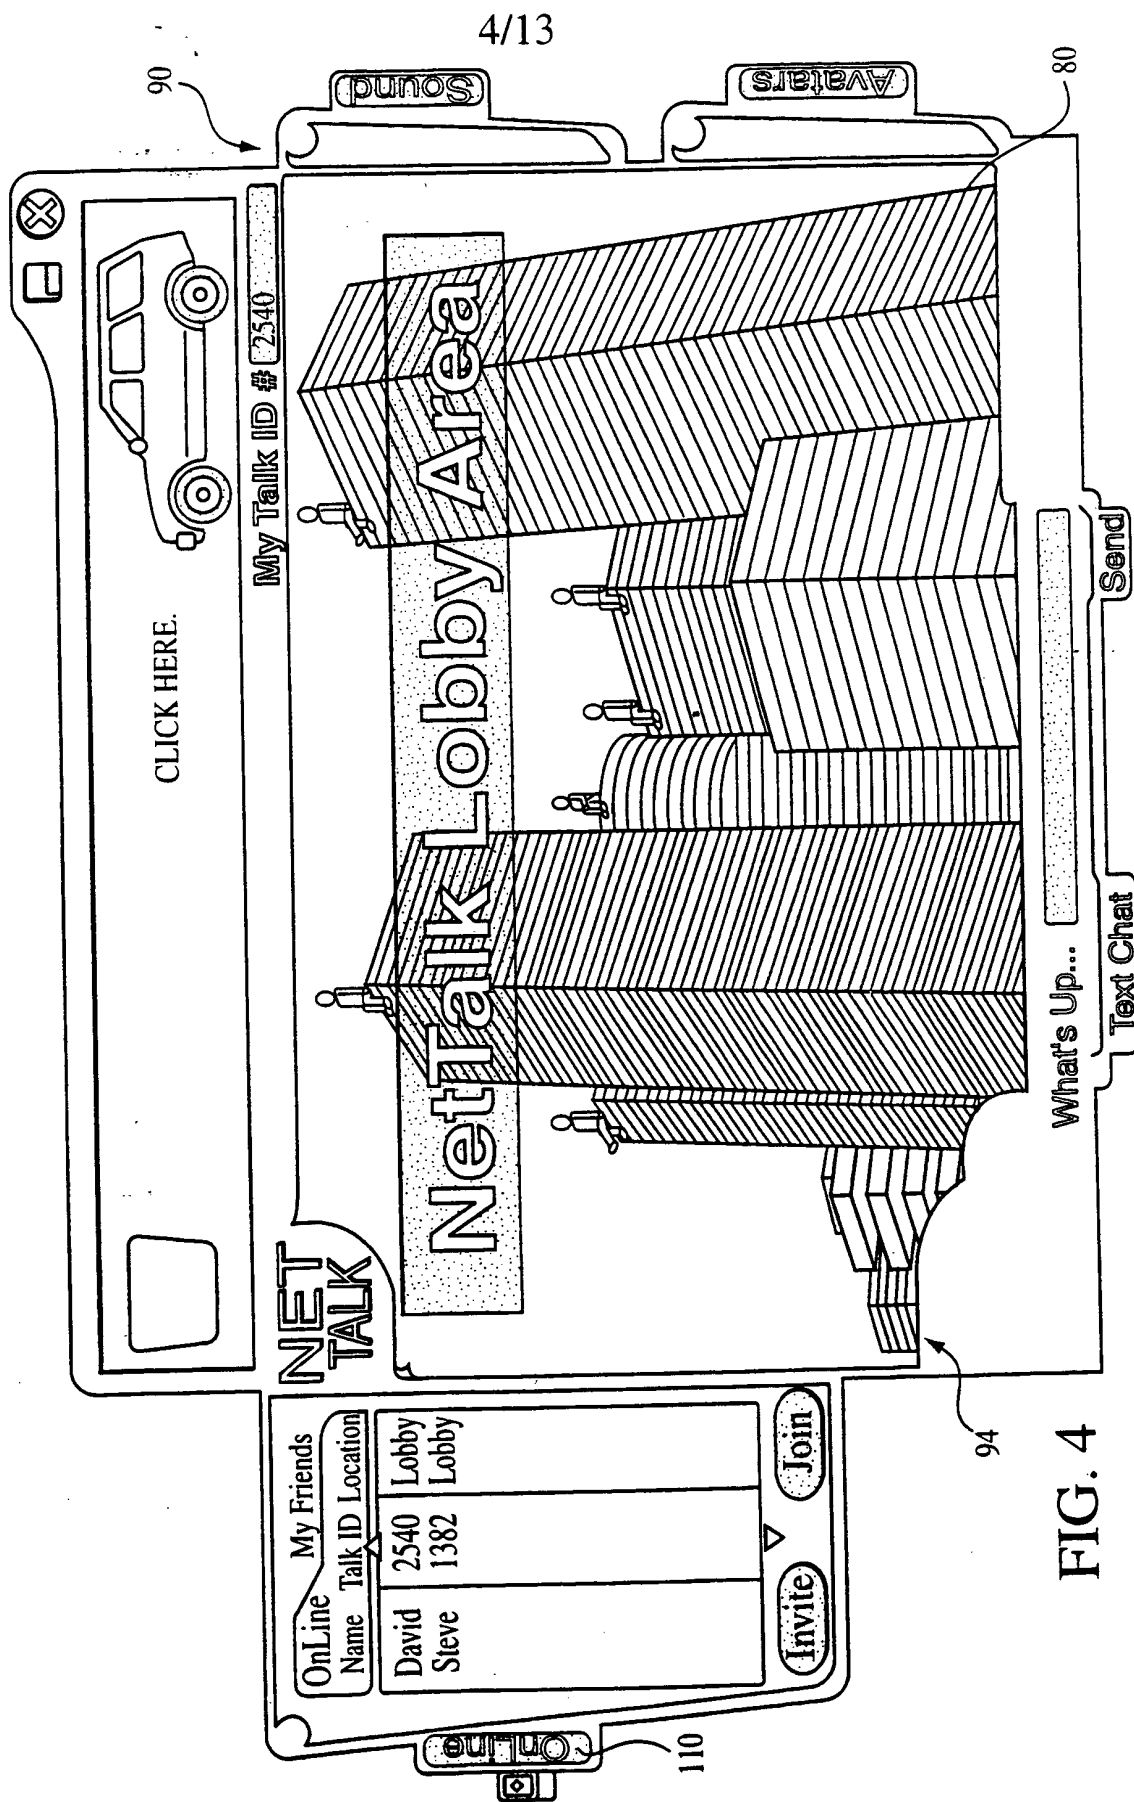 4/13
90
CLICK HERE.
My Talk ID # 2540
NET
TALK
Net Talk Lobby Area
Sound
Avatars
80
OnLine My Friends
Name Talk ID Location
David 2540 Lobby
Steve 1382 Lobby
Invite Join
OnLine
110
94
What's Up...
Text Chat
Send
FIG. 4